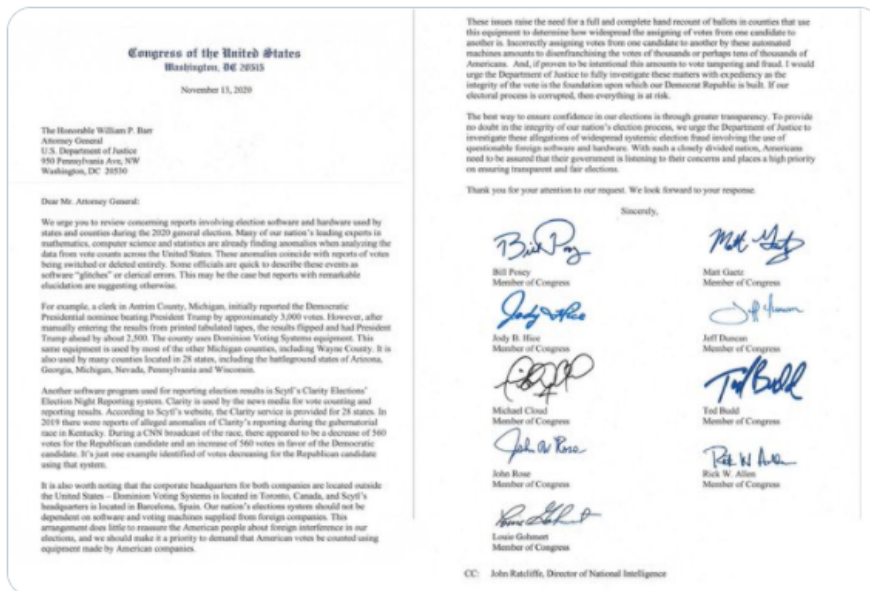 Congress of the United States
Washington, DC 20515
November 13, 2020
The Honorable William P. Barr
Attorney General
U.S. Department of Justice
950 Pennsylvania Ave, NW
Washington, DC 20530
Dear Mr. Attorney General:
We urge you to review concerning reports involving election software and hardware used by
states and counties during the 2020 general election. Many of our nation's leading experts in
mathematics, computer science and statistics are already finding anomalies when analyzing the
data from vote counts across the United States. These anomalies coincide with reports of votes
being switched or deleted entirely. Some officials are quick to describe these events as
software "glitches" or clerical errors. This may be the case but reports with remarkable
elucidation are suggesting otherwise.
For example, a clerk in Antrim County, Michigan, initially reported the Democratic
Presidential nominee beating President Trump by approximately 3,000 votes. However, after
manually entering the results from printed tabulated tapes, the results flipped and had President
Trump ahead by about 2,500. The county uses Dominion Voting Systems equipment. This
same equipment is used by most of the other Michigan counties, including Wayne County. It is
also used by many counties located in 28 states, including the battleground states of Arizona,
Georgia, Michigan, Nevada, Pennsylvania and Wisconsin.
Another software program used for reporting election results is Scytl's Clarity Elections'
Election Night Reporting system. Clarity is used by the news media for vote counting and
reporting results. According to Scytl's website, the Clarity service is provided for 28 states. In
2019 there were reports of alleged anomalies of Clarity's reporting during the gubernatorial
race in Kentucky. During a CNN broadcast of the race, there appeared to be a decrease of 560
votes for the Republican candidate and an increase of 560 votes in favor of the Democratic
candidate. It's just one example identified of votes decreasing for the Republican candidate
using that system.
It is also worth noting that the corporate headquarters for both companies are located outside
the United States – Dominion Voting Systems is located in Toronto, Canada, and Scytl's
headquarters is located in Barcelona, Spain. Our nation's elections system should not be
dependent on software and voting machines supplied from foreign companies. This
arrangement does little to reassure the American people about foreign interference in our
elections, and we should make it a priority to demand that American votes be counted using
equipment made by American companies.
These issues raise the need for a full and complete hand recount of ballots in counties that use
this equipment to determine how widespread the assigning of votes from one candidate to
another is. Incorrectly assigning votes from one candidate to another by these automated
machines amounts to disenfranchising the votes of thousands or perhaps tens of thousands of
Americans. And, if proven to be intentional this amounts to vote tampering and fraud. I would
urge the Department of Justice to fully investigate these matters with expediency as the
integrity of the vote is the foundation upon which our Democrat Republic is built. If our
electoral process is corrupted, then everything is at risk.
The best way to ensure confidence in our elections is through greater transparency. To provide
no doubt in the integrity of our nation's election process, we urge the Department of Justice to
investigate these allegations of widespread systemic election fraud involving the use of
questionable foreign software and hardware. With such a closely divided nation, Americans
need to be assured that their government is listening to their concerns and places a high priority
on ensuring transparent and fair elections.
Thank you for your attention to our request. We look forward to your response.
Sincerely,
Bill Posey
Member of Congress
Matt Gaetz
Member of Congress
Jody B. Hice
Member of Congress
Jeff Duncan
Member of Congress
Michael Cloud
Member of Congress
Ted Budd
Ted Budd
Member of Congress
John W Rose
John Rose
Member of Congress
Rick W. Allen
Member of Congress
Louie Gohmert
Member of Congress
CC: John Ratcliffe, Director of National Intelligence